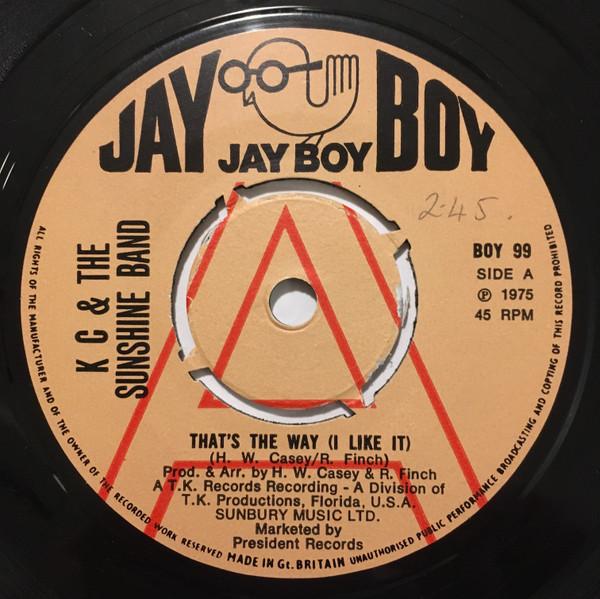 JAY BOY
JAY BOY
2.45.
K C & THE
SUNSHINE BAND
BOY 99
SIDE A
Ⓟ 1975
45 RPM
A
THAT'S THE WAY (I LIKE IT)
(H. W. Casey/R. Finch)
Prod. & Arr. by H. W. Casey & R. Finch
A T.K. Records Recording - A Division of
T.K. Productions, Florida, U.S.A.
SUNBURY MUSIC LTD.
Marketed by
President Records
ALL RIGHTS OF THE MANUFACTURER AND OF THE OWNER OF THE RECORDED WORK RESERVED MADE IN Gt. BRITAIN UNAUTHORISED PUBLIC PERFORMANCE BROADCASTING AND COPYING OF THIS RECORD PROHIBITED